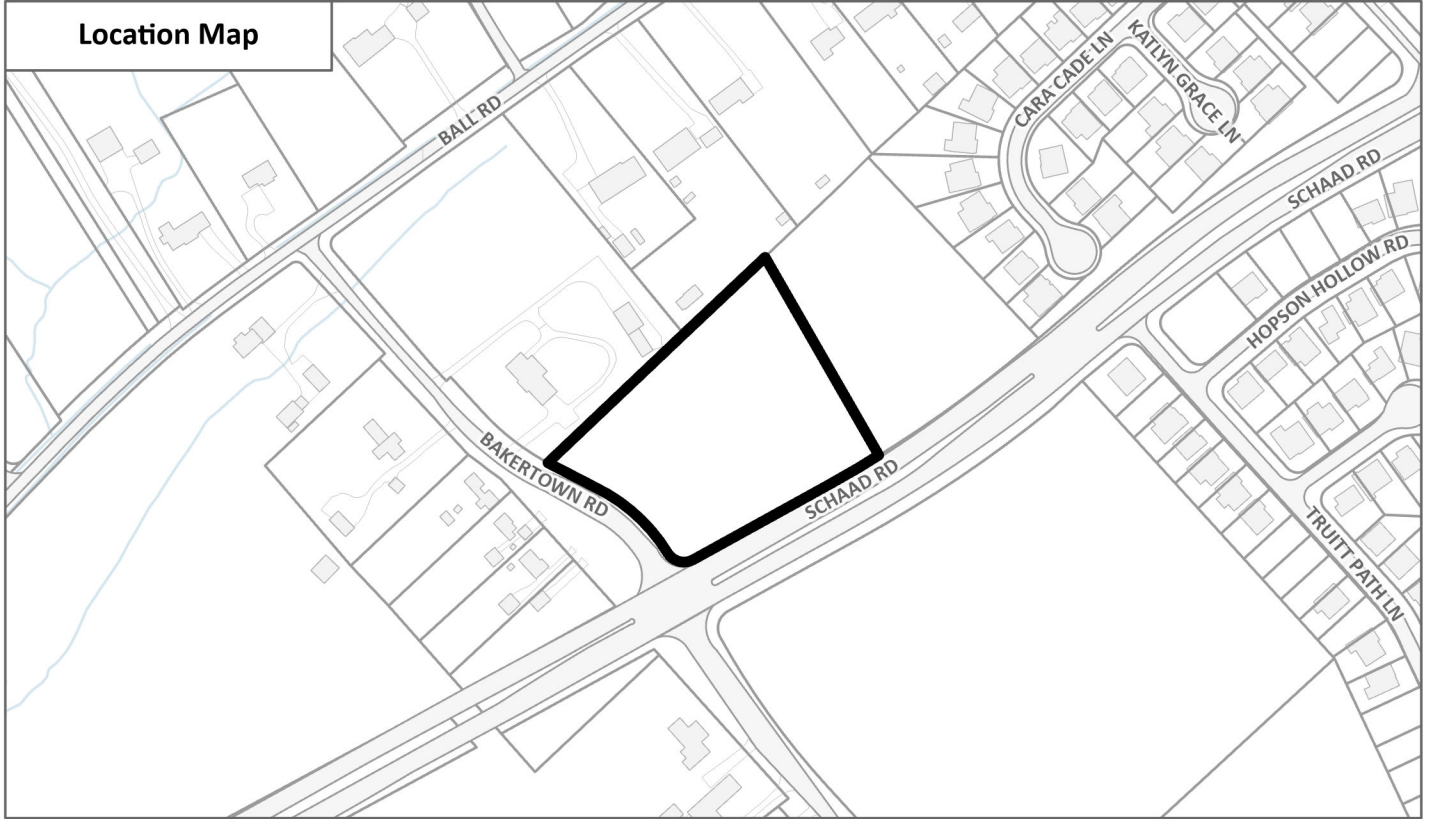 Location Map
BALL RD
CARA CADE LN
KATLYN GRACE LN
SCHAAD RD
HOPSON HOLLOW RD
BAKERTOWN RD
SCHAAD RD
TRUITT PATH LN